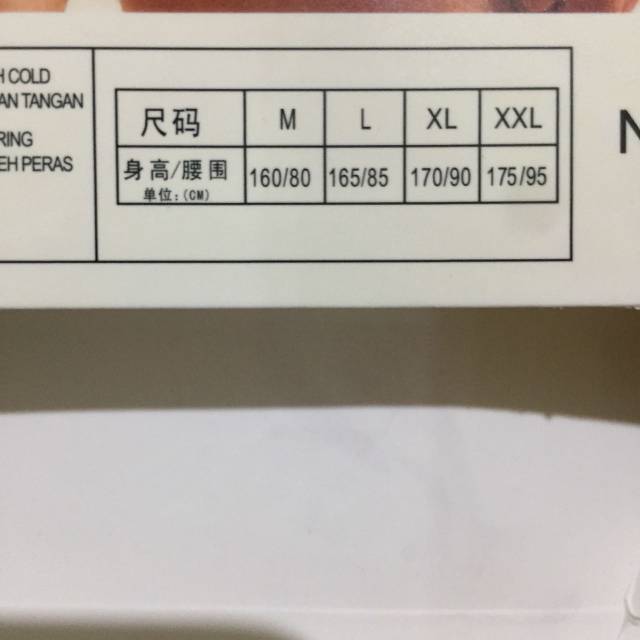 H COLD
AN TANGAN
RING
EH PERAS
尺码 M L XL XXL
身高/腰围 160/80 165/85 170/90 175/95
单位:(CM)
N